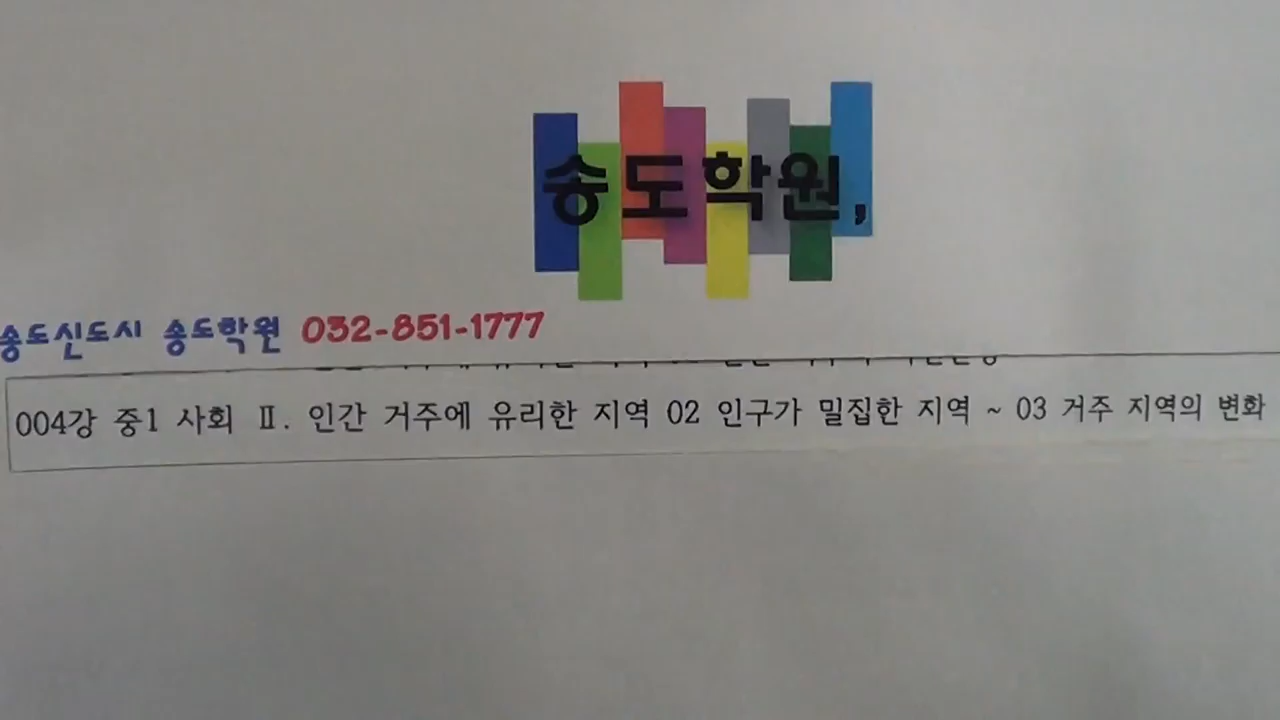 송도학원,
송도신도시 송도학원 032-851-1777
004강 중1 사회 Ⅱ. 인간 거주에 유리한 지역 02 인구가 밀집한 지역 ~ 03 거주 지역의 변화